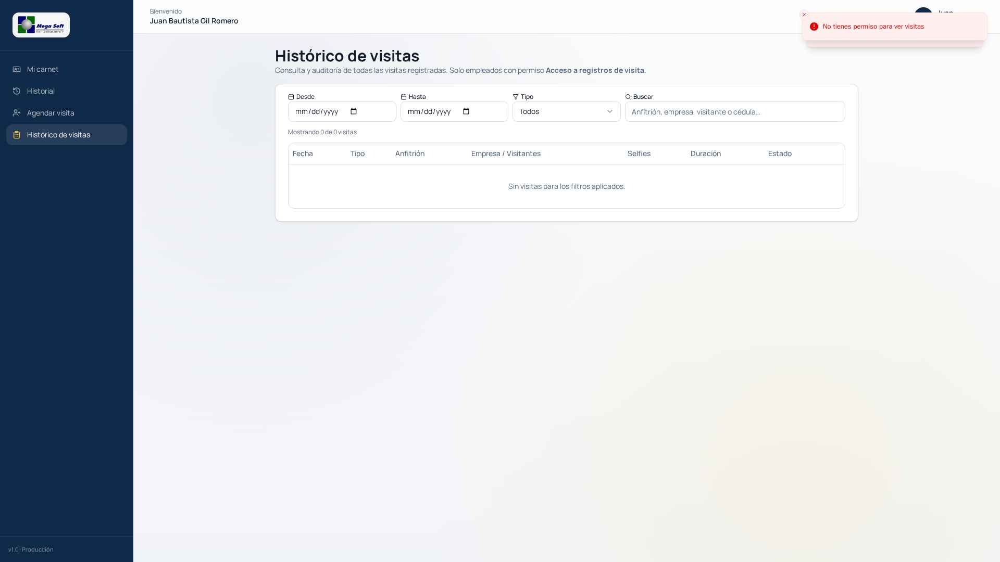 Mega Soft
Mi carnet
Historial
Agendar visita
Histórico de visitas
v1.0 · Producción
Bienvenido
Juan Bautista Gil Romero
No tienes permiso para ver visitas
Histórico de visitas
Consulta y auditoría de todas las visitas registradas. Solo empleados con permiso Acceso a registros de visita.
Desde Hasta Tipo Buscar
mm/dd/yyyy mm/dd/yyyy Todos Anfitrión, empresa, visitante o cédula...
Mostrando 0 de 0 visitas
Fecha Tipo Anfitrión Empresa / Visitantes Selfies Duración Estado
Sin visitas para los filtros aplicados.